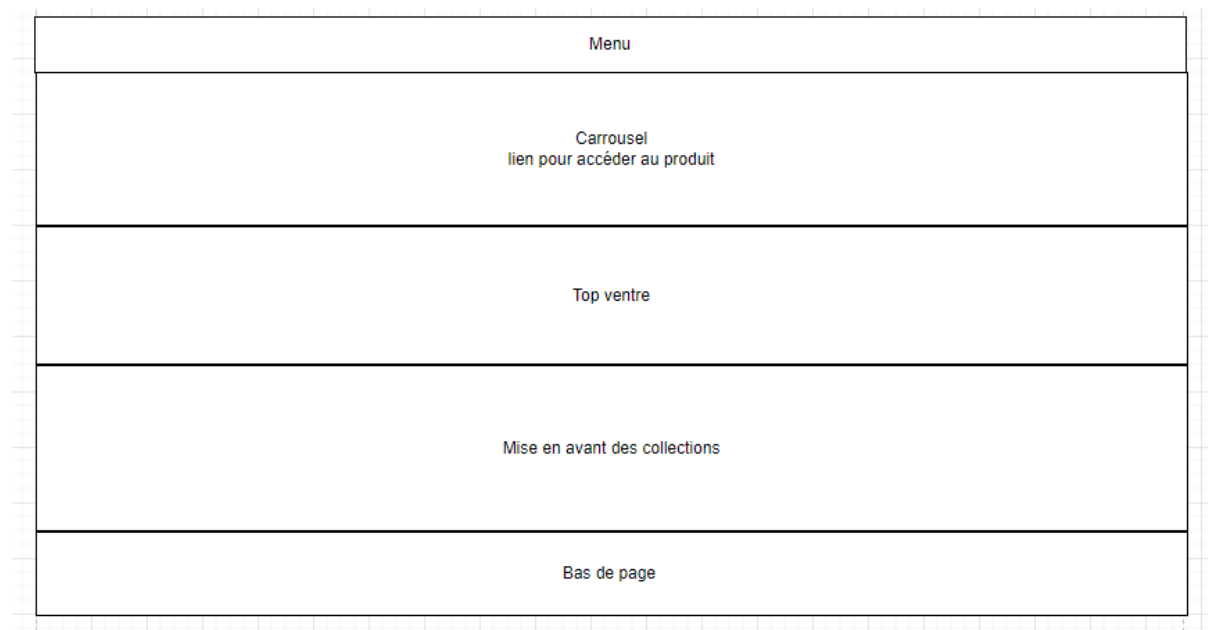 Menu
Carrousel
lien pour accéder au produit
Top ventre
Mise en avant des collections
Bas de page